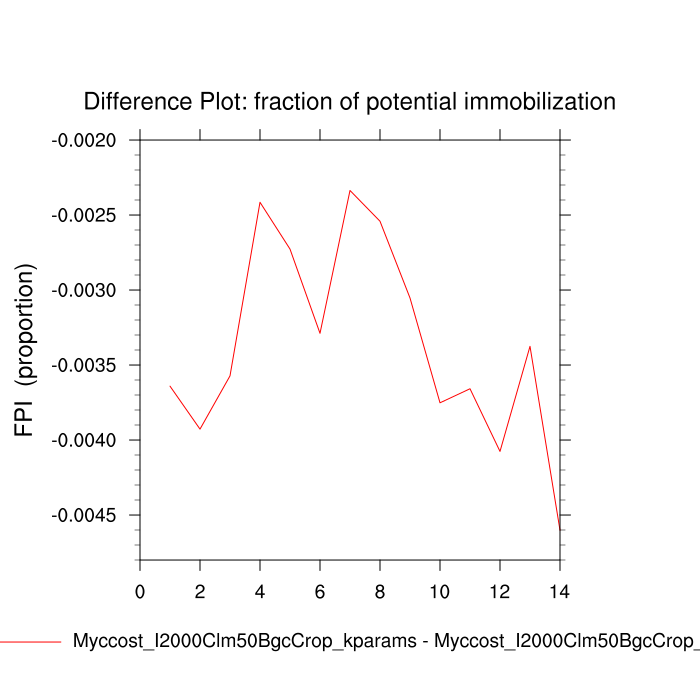 Difference Plot: fraction of potential immobilization
-0.0020
-0.0025
-0.0030
-0.0035
-0.0040
-0.0045
FPI (proportion)
0 2 4 6 8 10 12 14
Myccost_I2000Clm50BgcCrop_kparams - Myccost_I2000Clm50BgcCrop_